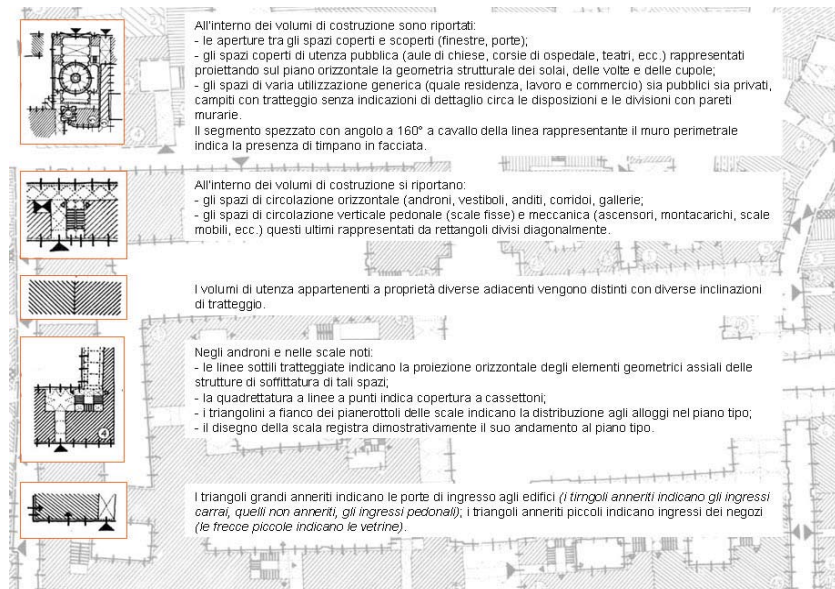 All'interno dei volumi di costruzione sono riportati:
- le aperture tra gli spazi coperti e scoperti (finestre, porte);
- gli spazi coperti di utenza pubblica (aule di chiese, corsie di ospedale, teatri, ecc.) rappresentati
proiettando sul piano orizzontale la geometria strutturale dei solai, delle volte e delle cupole;
- gli spazi di varia utilizzazione generica (quale residenza, lavoro e commercio) sia pubblici sia privati,
campiti con tratteggio senza indicazioni di dettaglio circa le disposizioni e le divisioni con pareti
murarie.
Il segmento spezzato con angolo a 160° a cavallo della linea rappresentante il muro perimetrale
indica la presenza di timpano in facciata.
All'interno dei volumi di costruzione si riportano:
- gli spazi di circolazione orizzontale (androni, vestiboli, anditi, corridoi, gallerie;
- gli spazi di circolazione verticale pedonale (scale fisse) e meccanica (ascensori, montacarichi, scale
mobili, ecc.) questi ultimi rappresentati da rettangoli divisi diagonalmente.
I volumi di utenza appartenenti a proprietà diverse adiacenti vengono distinti con diverse inclinazioni
di tratteggio.
Negli androni e nelle scale noti:
- le linee sottili tratteggiate indicano la proiezione orizzontale degli elementi geometrici assiali delle
strutture di soffittatura di tali spazi;
- la quadrettatura a linee a punti indica copertura a cassettoni;
- i triangolini a fianco dei pianerottoli delle scale indicano la distribuzione agli alloggi nel piano tipo;
- il disegno della scala registra dimostrativamente il suo andamento al piano tipo.
4
I triangoli grandi anneriti indicano le porte di ingresso agli edifici (i tirngoli anneriti indicano gli ingressi
carrai, quelli non anneriti, gli ingressi pedonali); i triangoli anneriti piccoli indicano ingressi dei negozi
(le frecce piccole indicano le vetrine).